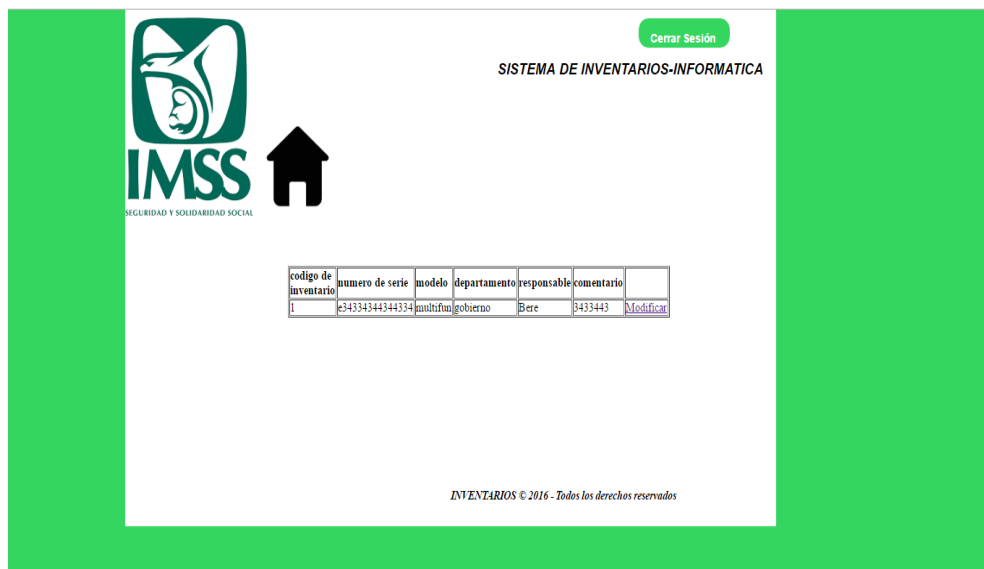 Cerrar Sesión
SISTEMA DE INVENTARIOS-INFORMATICA
IMSS
SEGURIDAD Y SOLIDARIDAD SOCIAL
codigo de inventario numero de serie modelo departamento responsable comentario
1 e34334344344334 multifun gobierno Bere 3433443 Modificar
INVENTARIOS © 2016 - Todos los derechos reservados